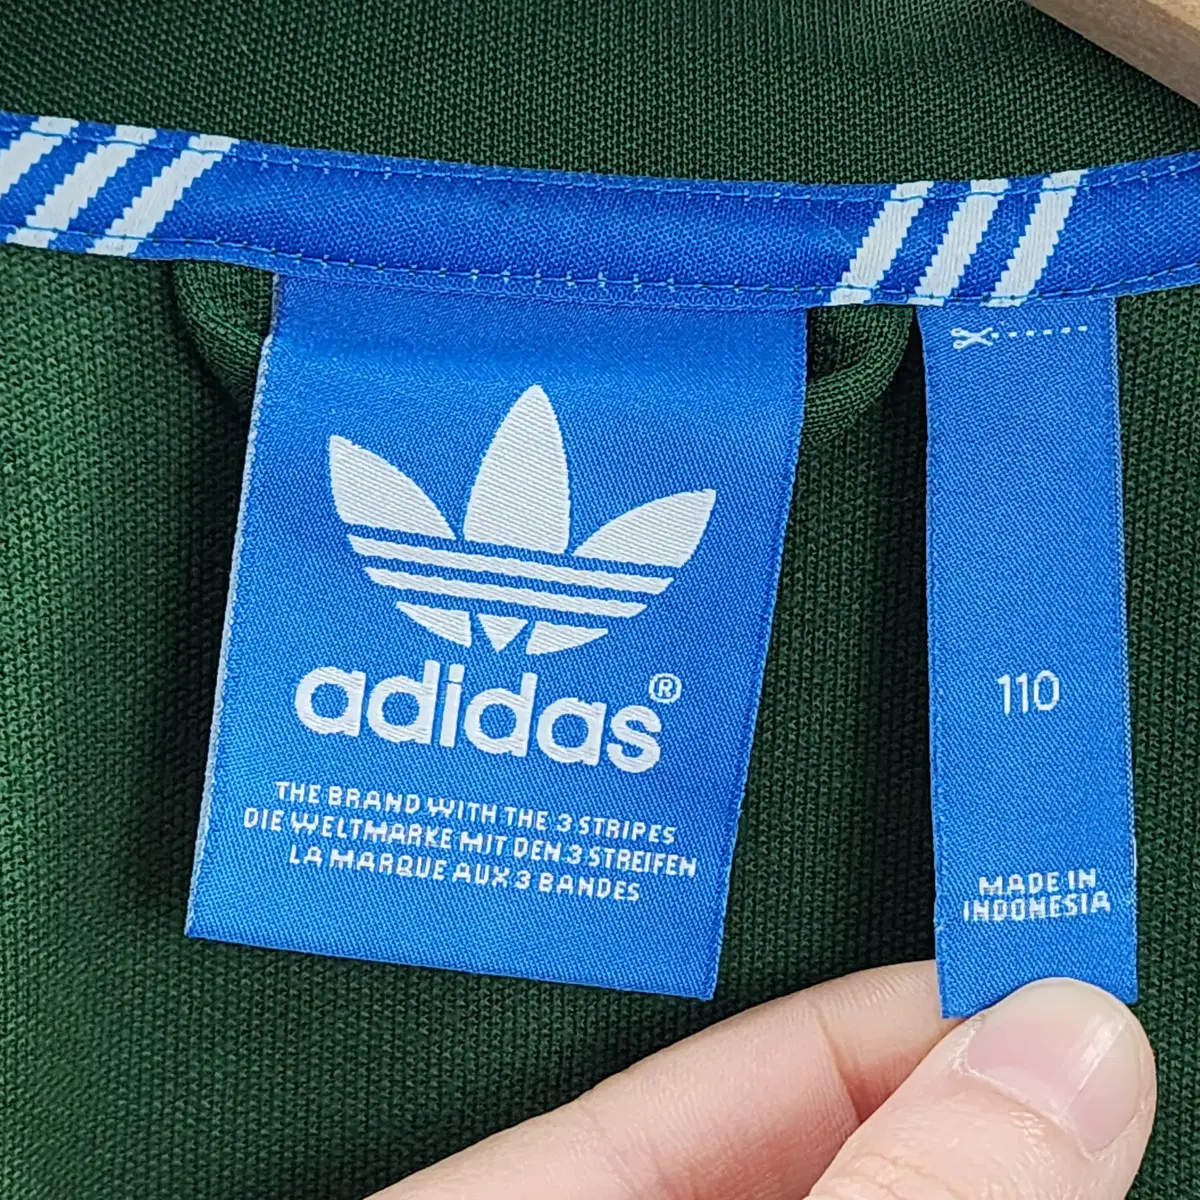 adidas®
THE BRAND WITH THE 3 STRIPES
DIE WELTMARKE MIT DEN 3 STREIFEN
LA MARQUE AUX 3 BANDES
110
MADE IN
INDONESIA